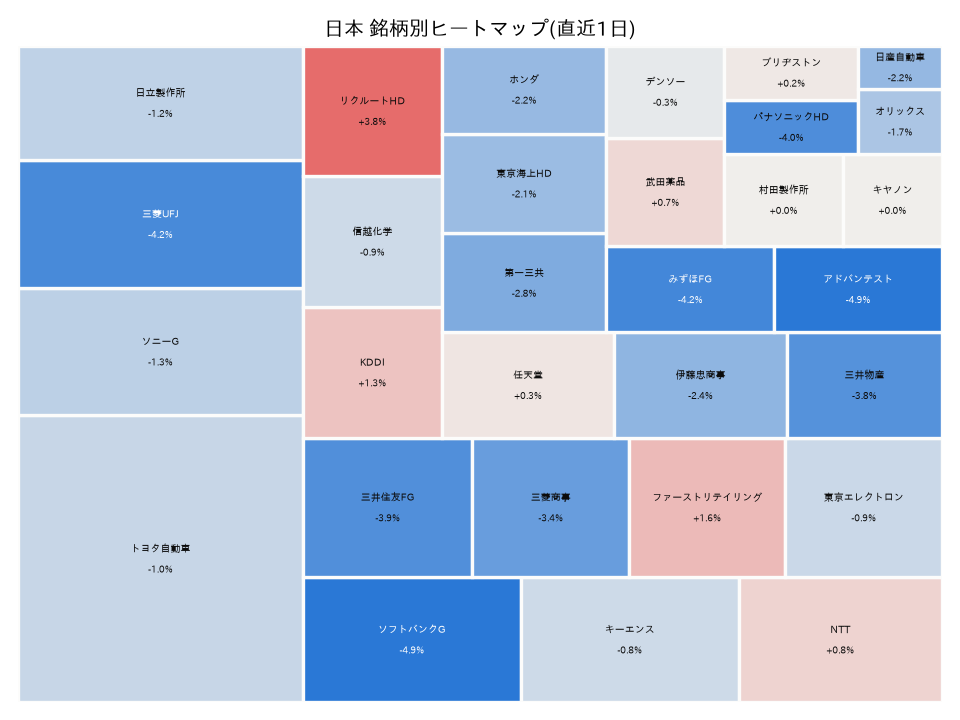 日本 銘柄別ヒートマップ(直近1日)
日立製作所
-1.2%
三菱UFJ
-4.2%
ソニーG
-1.3%
トヨタ自動車
-1.0%
リクルートHD
+3.8%
信越化学
-0.9%
KDDI
+1.3%
ホンダ
-2.2%
東京海上HD
-2.1%
第一三共
-2.8%
デンソー
-0.3%
武田薬品
+0.7%
ブリヂストン
+0.2%
パナソニックHD
-4.0%
日産自動車
-2.2%
オリックス
-1.7%
村田製作所
+0.0%
キヤノン
+0.0%
みずほFG
-4.2%
アドバンテスト
-4.9%
任天堂
+0.3%
伊藤忠商事
-2.4%
三井物産
-3.8%
三井住友FG
-3.9%
三菱商事
-3.4%
ファーストリテイリング
+1.6%
東京エレクトロン
-0.9%
ソフトバンクG
-4.9%
キーエンス
-0.8%
NTT
+0.8%